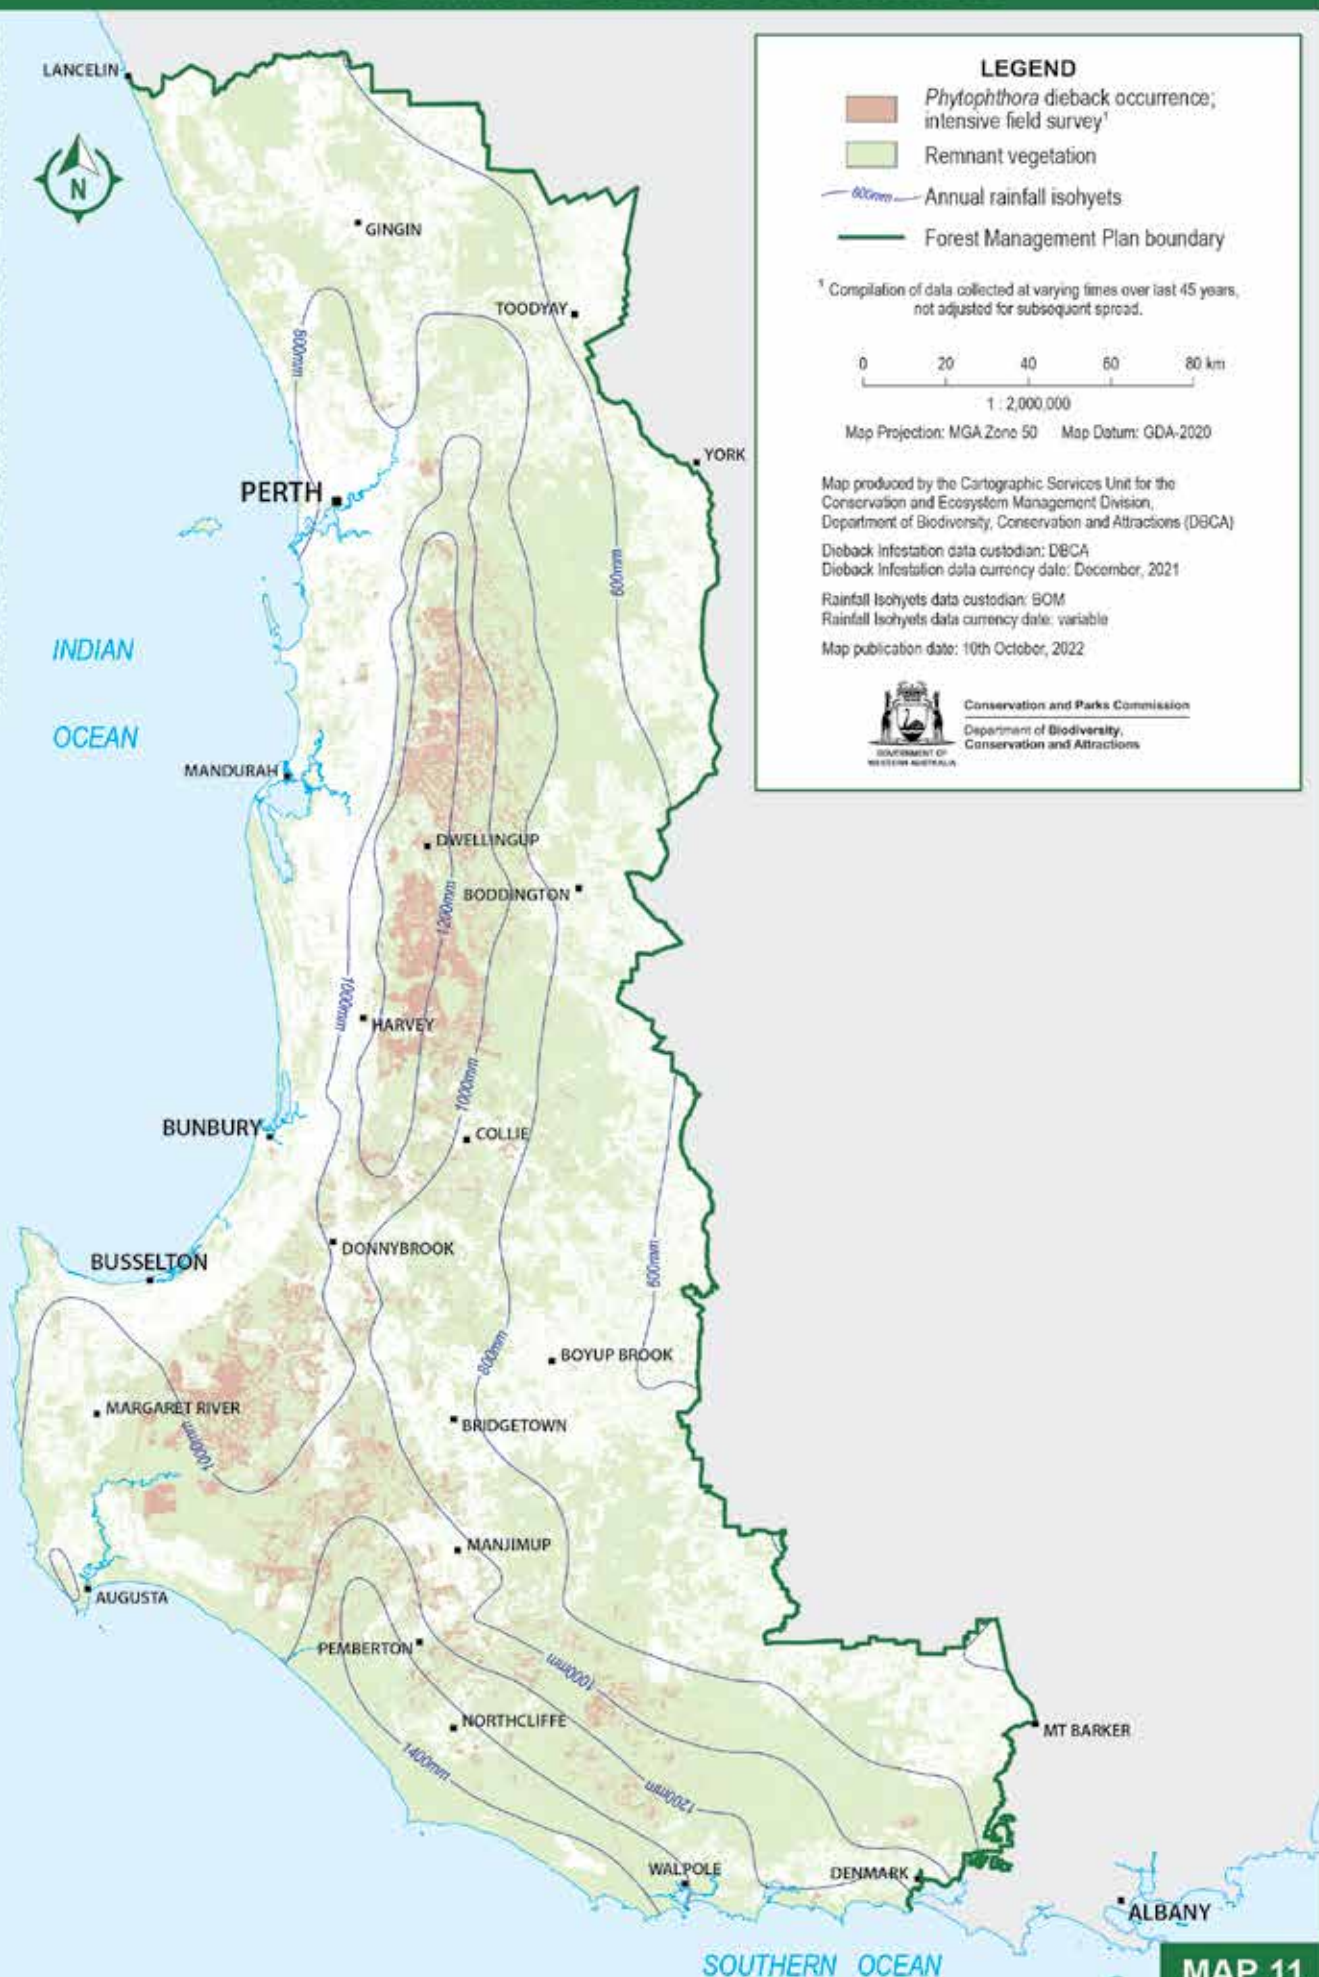 LANCELIN
GINGIN
TOODYAY
800mm
YORK
PERTH
600mm
INDIAN
OCEAN
MANDURAH
DWELLINGUP
BODDINGTON
1200mm
1000mm
HARVEY
1000mm
BUNBURY
COLLIE
DONNYBROOK
BUSSELTON
600mm
800mm
BOYUP BROOK
MARGARET RIVER
BRIDGETOWN
1000mm
MANJIMUP
AUGUSTA
PEMBERTON
1000mm
NORTHCLIFFE
MT BARKER
1400mm
1200mm
WALPOLE
DENMARK
ALBANY
SOUTHERN OCEAN
MAP 11
N
LEGEND
Phytophthora dieback occurrence;
intensive field survey¹
Remnant vegetation
600mm Annual rainfall isohyets
Forest Management Plan boundary
¹ Compilation of data collected at varying times over last 45 years,
not adjusted for subsequent spread.
0 20 40 60 80 km
1 : 2,000,000
Map Projection: MGA Zone 50 Map Datum: GDA-2020
Map produced by the Cartographic Services Unit for the
Conservation and Ecosystem Management Division,
Department of Biodiversity, Conservation and Attractions (DBCA)
Dieback Infestation data custodian: DBCA
Dieback Infestation data currency date: December, 2021
Rainfall Isohyets data custodian: BOM
Rainfall Isohyets data currency date: variable
Map publication date: 10th October, 2022
GOVERNMENT OF
WESTERN AUSTRALIA
Conservation and Parks Commission
Department of Biodiversity,
Conservation and Attractions